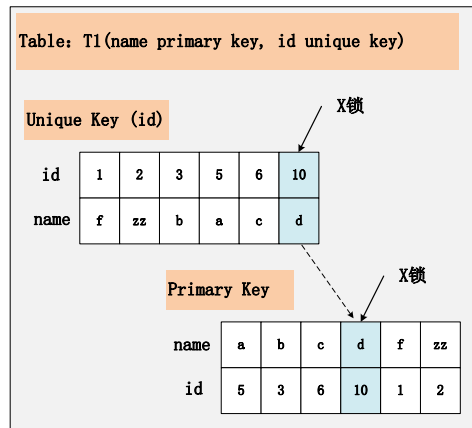 Table: T1(name primary key, id unique key)
X锁
Unique Key (id)
id 1 2 3 5 6 10
name f zz b a c d
X锁
Primary Key
name a b c d f zz
id 5 3 6 10 1 2